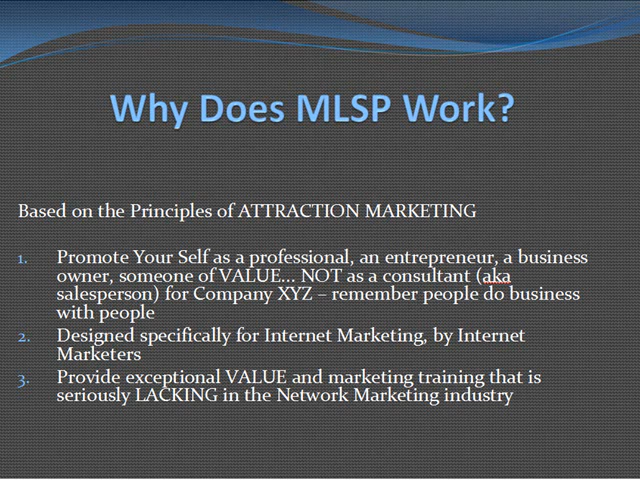 Why Does MLSP Work?
Based on the Principles of ATTRACTION MARKETING
1. Promote Your Self as a professional, an entrepreneur, a business
owner, someone of VALUE... NOT as a consultant (aka
salesperson) for Company XYZ – remember people do business
with people
2. Designed specifically for Internet Marketing, by Internet
Marketers
3. Provide exceptional VALUE and marketing training that is
seriously LACKING in the Network Marketing industry